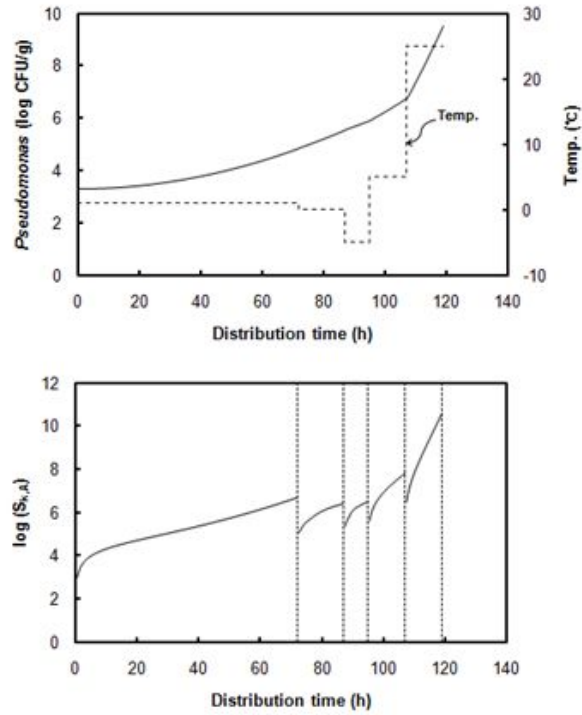 10
8
6
4
2
0
Pseudomonas (log CFU/g)
30
20
10
0
-10
Temp. (℃)
Temp.
0 20 40 60 80 100 120 140
Distribution time (h)
12
10
8
6
4
2
0
log (Sk,A)
0 20 40 60 80 100 120 140
Distribution time (h)